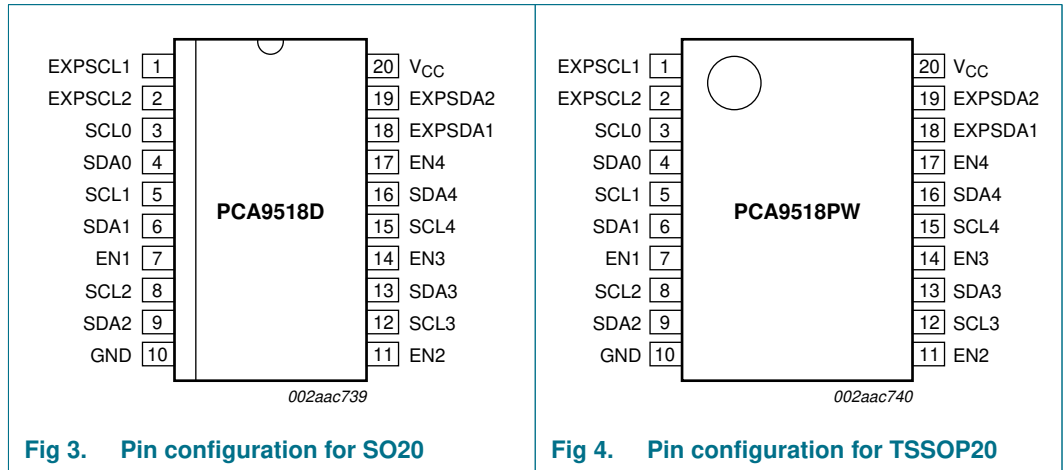 EXPSCL1 1
EXPSCL2 2
SCL0 3
SDA0 4
SCL1 5
SDA1 6
EN1 7
SCL2 8
SDA2 9
GND 10
PCA9518D
20 VCC
19 EXPSDA2
18 EXPSDA1
17 EN4
16 SDA4
15 SCL4
14 EN3
13 SDA3
12 SCL3
11 EN2
002aac739
Fig 3. Pin configuration for SO20
EXPSCL1 1
EXPSCL2 2
SCL0 3
SDA0 4
SCL1 5
SDA1 6
EN1 7
SCL2 8
SDA2 9
GND 10
PCA9518PW
20 VCC
19 EXPSDA2
18 EXPSDA1
17 EN4
16 SDA4
15 SCL4
14 EN3
13 SDA3
12 SCL3
11 EN2
002aac740
Fig 4. Pin configuration for TSSOP20